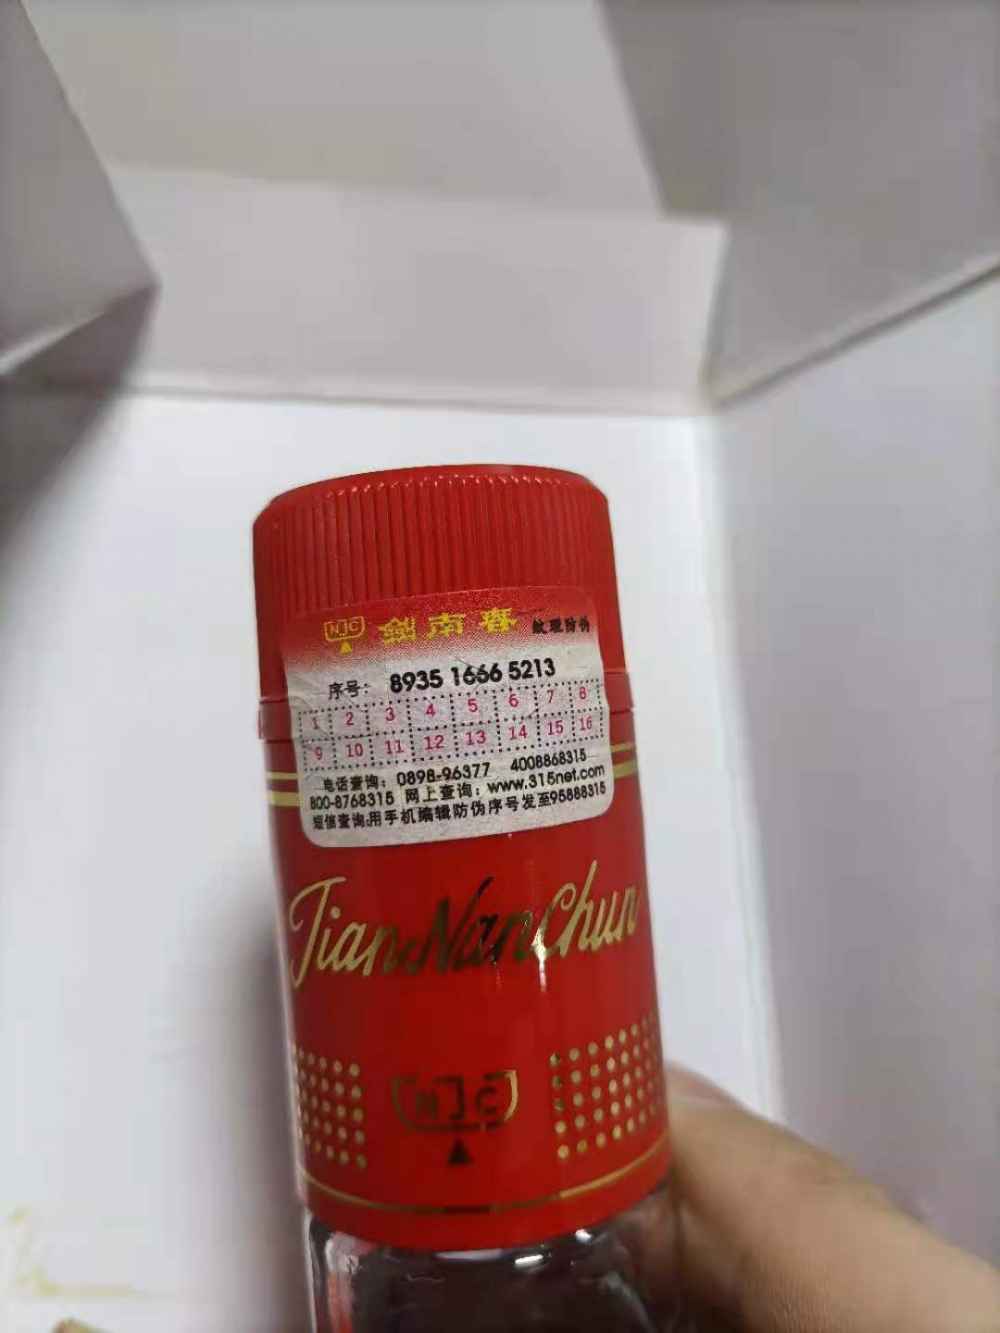 NJC 剑南春 纹理防伪
序号: 8935 1666 5213
1 2 3 4 5 6 7 8
9 10 11 12 13 14 15 16
电话查询: 0898-96377 4008868315
800-8768315 网上查询: www.315net.com
短信查询:用手机编辑防伪序号发至95888315
JianNanChun
NJC